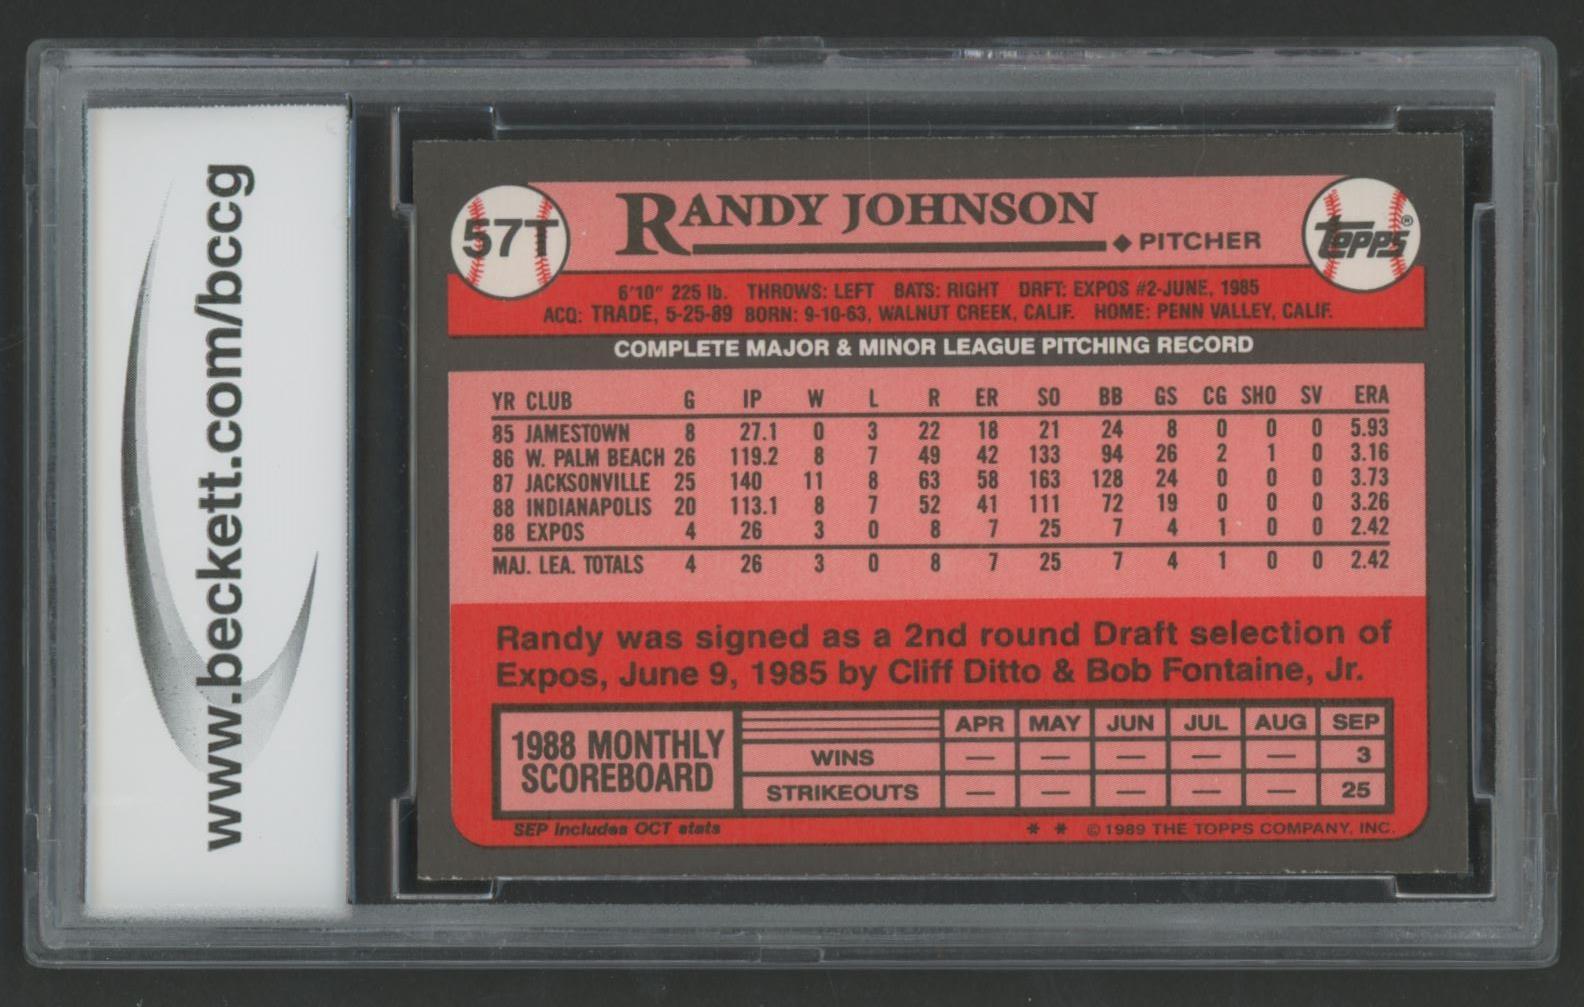 www.beckett.com/bccg
57T
RANDY JOHNSON
◆ PITCHER
TOPPS®
6'10" 225 lb. THROWS: LEFT BATS: RIGHT DRFT: EXPOS #2-JUNE, 1985
ACQ: TRADE, 5-25-89 BORN: 9-10-63, WALNUT CREEK, CALIF. HOME: PENN VALLEY, CALIF.
COMPLETE MAJOR & MINOR LEAGUE PITCHING RECORD
YR CLUB G IP W L R ER SO BB GS CG SHO SV ERA
85 JAMESTOWN 8 27.1 0 3 22 18 21 24 8 0 0 0 5.93
86 W. PALM BEACH 26 119.2 8 7 49 42 133 94 26 2 1 0 3.16
87 JACKSONVILLE 25 140 11 8 63 58 163 128 24 0 0 0 3.73
88 INDIANAPOLIS 20 113.1 8 7 52 41 111 72 19 0 0 0 3.26
88 EXPOS 4 26 3 0 8 7 25 7 4 1 0 0 2.42
MAJ. LEA. TOTALS 4 26 3 0 8 7 25 7 4 1 0 0 2.42
Randy was signed as a 2nd round Draft selection of
Expos, June 9, 1985 by Cliff Ditto & Bob Fontaine, Jr.
1988 MONTHLY
SCOREBOARD
APR MAY JUN JUL AUG SEP
WINS — — — — — 3
STRIKEOUTS — — — — — 25
SEP includes OCT stats
* * © 1989 THE TOPPS COMPANY, INC.